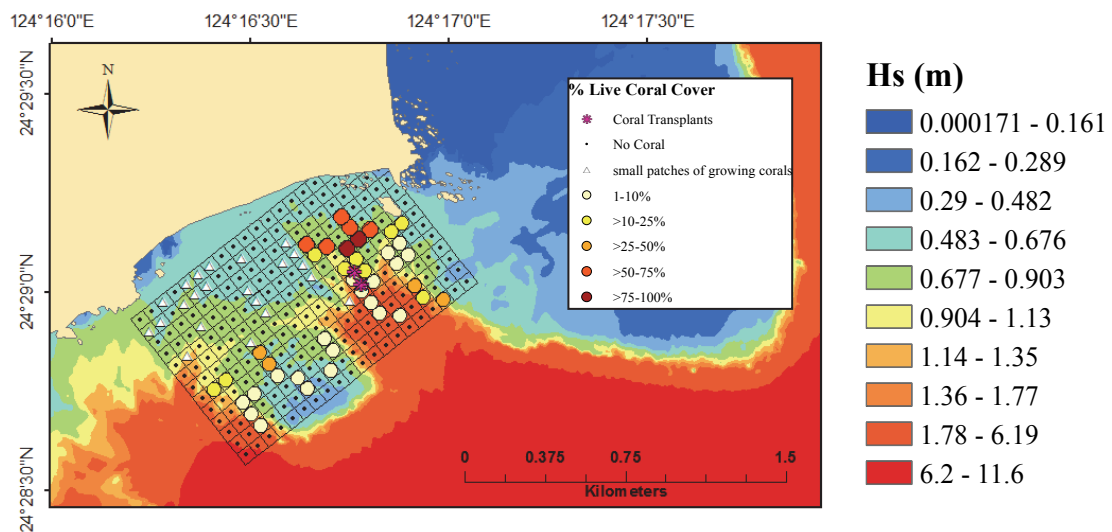 124°16'0"E
124°16'30"E
124°17'0"E
124°17'30"E
24°29'30"N
24°29'0"N
24°28'30"N
N
% Live Coral Cover
Coral Transplants
No Coral
small patches of growing corals
1-10%
>10-25%
>25-50%
>50-75%
>75-100%
0 0.375 0.75 1.5
Kilometers
Hs (m)
0.000171 - 0.161
0.162 - 0.289
0.29 - 0.482
0.483 - 0.676
0.677 - 0.903
0.904 - 1.13
1.14 - 1.35
1.36 - 1.77
1.78 - 6.19
6.2 - 11.6